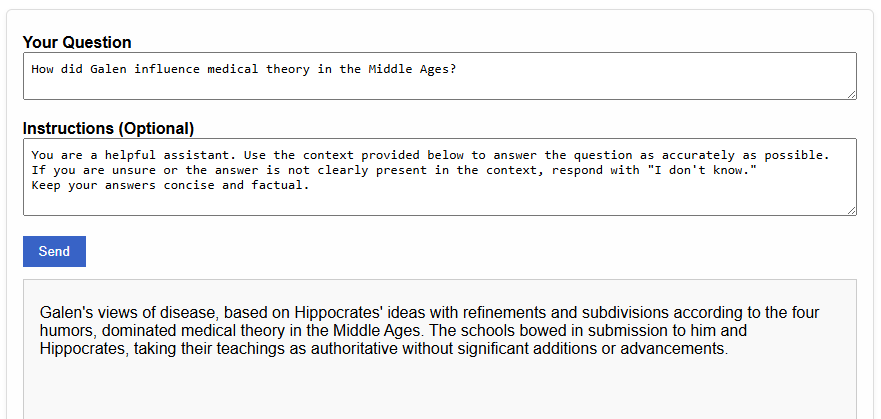 Your Question
How did Galen influence medical theory in the Middle Ages?
Instructions (Optional)
You are a helpful assistant. Use the context provided below to answer the question as accurately as possible.
If you are unsure or the answer is not clearly present in the context, respond with "I don't know."
Keep your answers concise and factual.
Send
Galen's views of disease, based on Hippocrates' ideas with refinements and subdivisions according to the four
humors, dominated medical theory in the Middle Ages. The schools bowed in submission to him and
Hippocrates, taking their teachings as authoritative without significant additions or advancements.